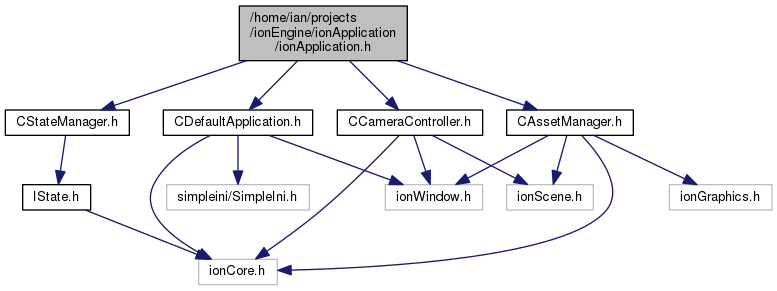 /home/ian/projects
/ionEngine/ionApplication
/ionApplication.h
CStateManager.h
CDefaultApplication.h
CCameraController.h
CAssetManager.h
IState.h
simpleini/SimpleIni.h
ionWindow.h
ionScene.h
ionGraphics.h
ionCore.h